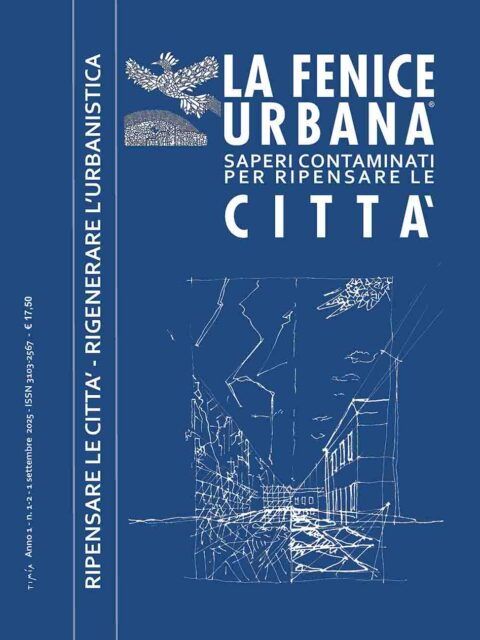 LA FENICE
URBANA®
SAPERI CONTAMINATI
PER RIPENSARE LE
CITTA'
RIPENSARE LE CITTA' - RIGENERARE L'URBANISTICA
Anno 1 - n. 1-2 - 1 settembre 2025 - ISSN 3103-2567 - € 17,50